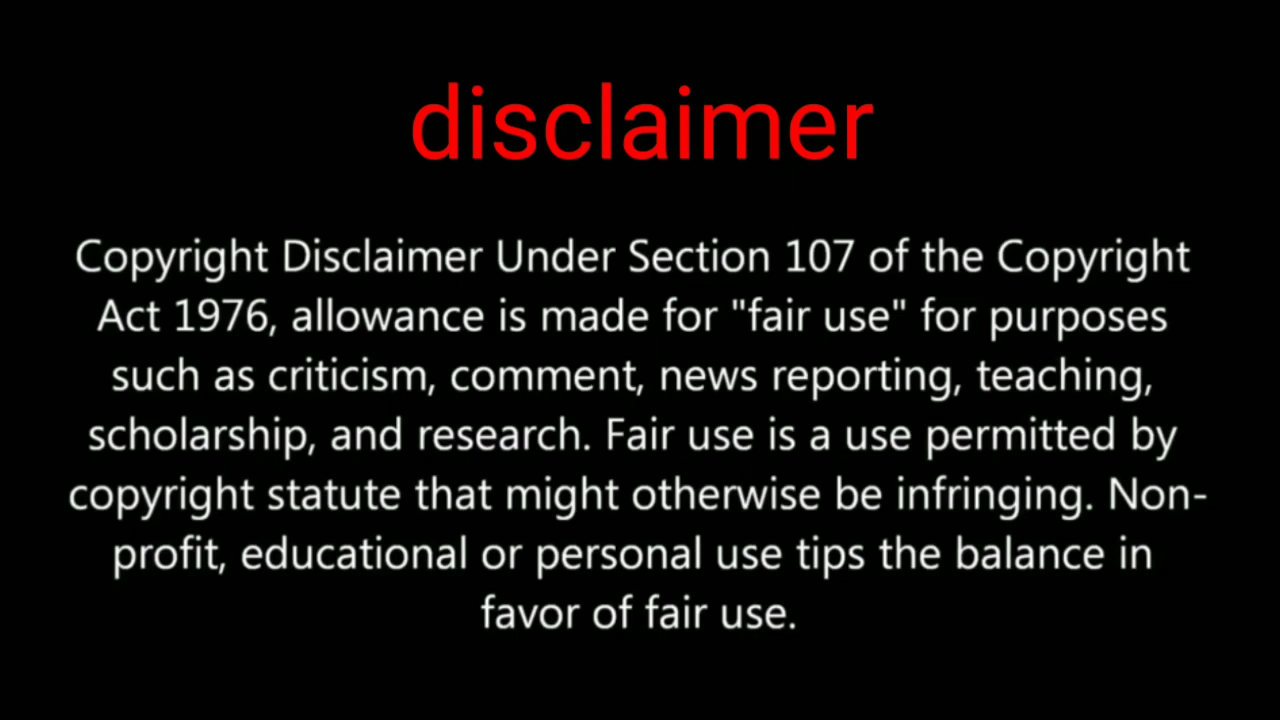 disclaimer
Copyright Disclaimer Under Section 107 of the Copyright
Act 1976, allowance is made for "fair use" for purposes
such as criticism, comment, news reporting, teaching,
scholarship, and research. Fair use is a use permitted by
copyright statute that might otherwise be infringing. Non-
profit, educational or personal use tips the balance in
favor of fair use.